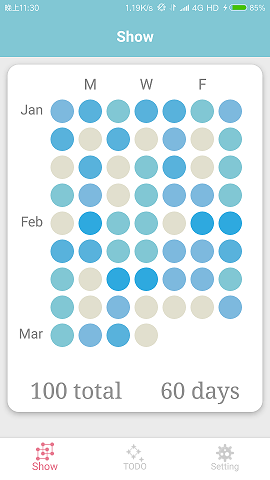 晚上11:30 1.19K/s 4G HD 85%
Show
M W F
Jan
Feb
Mar
100 total 60 days
Show TODO Setting